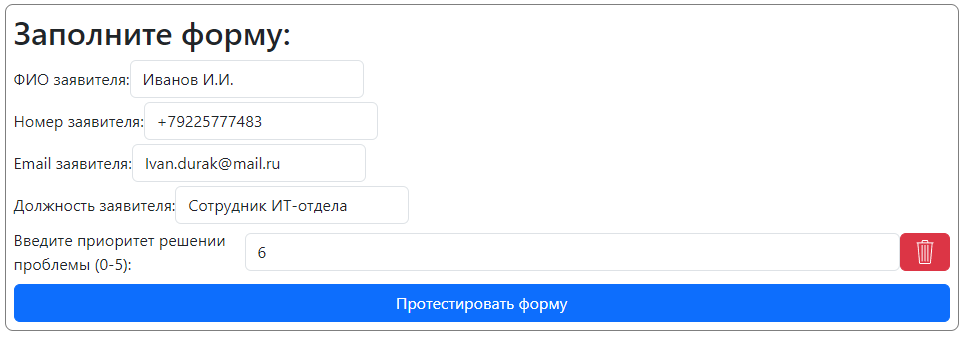 Заполните форму:
ФИО заявителя: Иванов И.И.
Номер заявителя: +79225777483
Email заявителя: Ivan.durak@mail.ru
Должность заявителя: Сотрудник ИТ-отдела
Введите приоритет решении
проблемы (0-5):
6
Протестировать форму